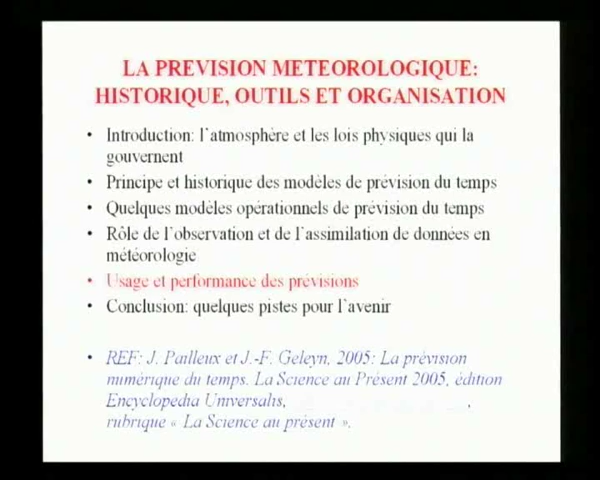 LA PREVISION METEOROLOGIQUE:
HISTORIQUE, OUTILS ET ORGANISATION
• Introduction: l'atmosphère et les lois physiques qui la
gouvernent
• Principe et historique des modèles de prévision du temps
• Quelques modèles opérationnels de prévision du temps
• Rôle de l'observation et de l'assimilation de données en
météorologie
• Usage et performance des prévisions
• Conclusion: quelques pistes pour l'avenir
• REF: J. Pailleux et J.-F. Geleyn, 2005: La prévision
numérique du temps. La Science au Présent 2005, édition
Encyclopedia Universalis,
rubrique « La Science au présent ».